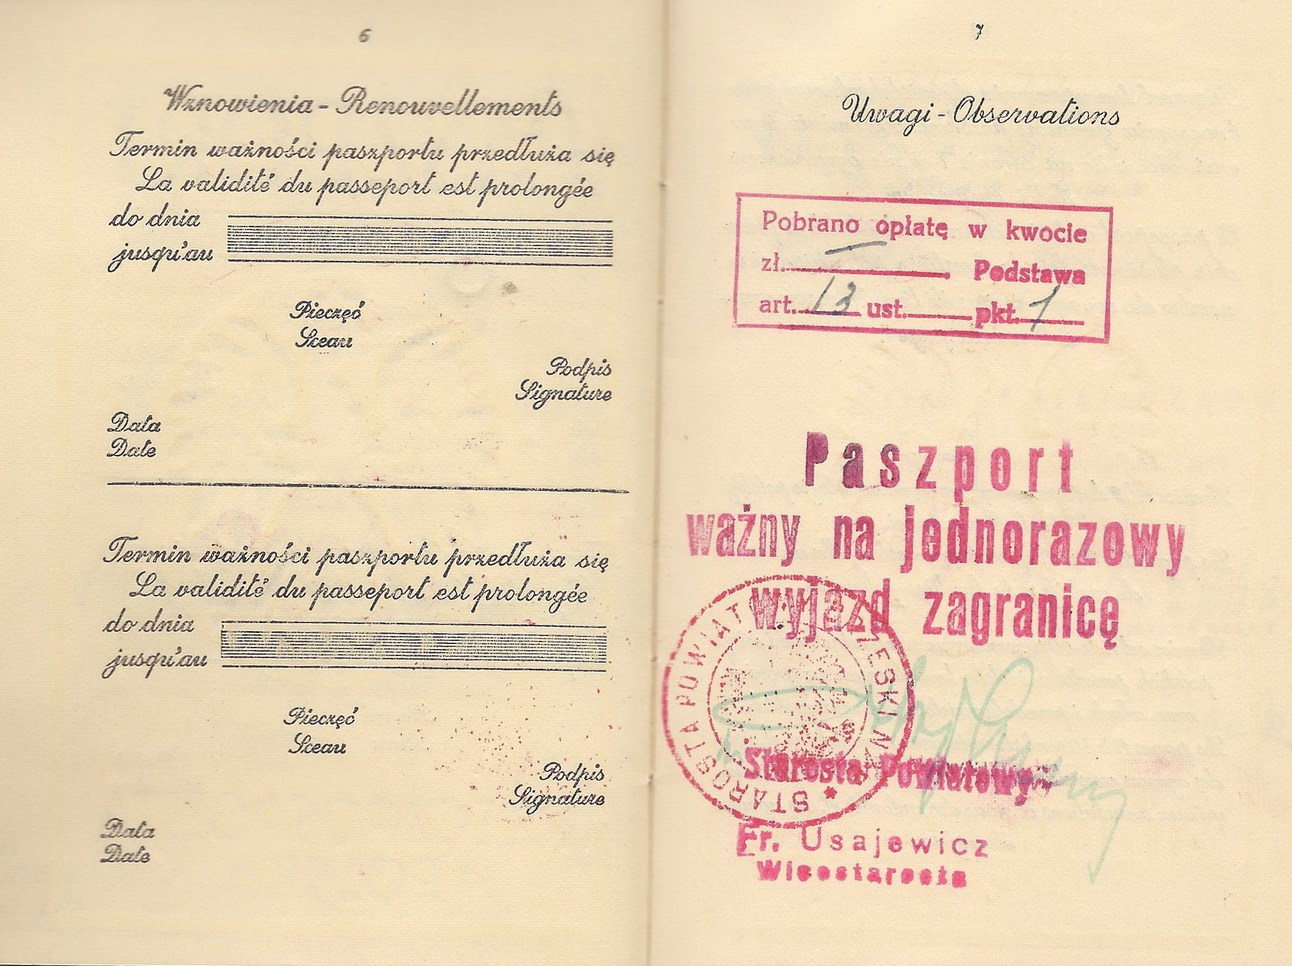 6
Wznowienia - Renouvellements
Termin ważności paszportu przedłuża się
La validité du passeport est prolongée
do dnia
jusqu'au
Pieczęć
Sceau
Podpis
Signature
Data
Date
Termin ważności paszportu przedłuża się
La validité du passeport est prolongée
do dnia
jusqu'au
Pieczęć
Sceau
Podpis
Signature
Data
Date
7
Uwagi - Observations
Pobrano opłatę w kwocie
zł. — Podstawa
art. 13 ust. pkt. 1
Paszport
ważny na jednorazowy
wyjazd zagranicę
STAROSTA POWIATOWY
Starosta Powiatowy
Fr. Usajewicz
Wicestarosta